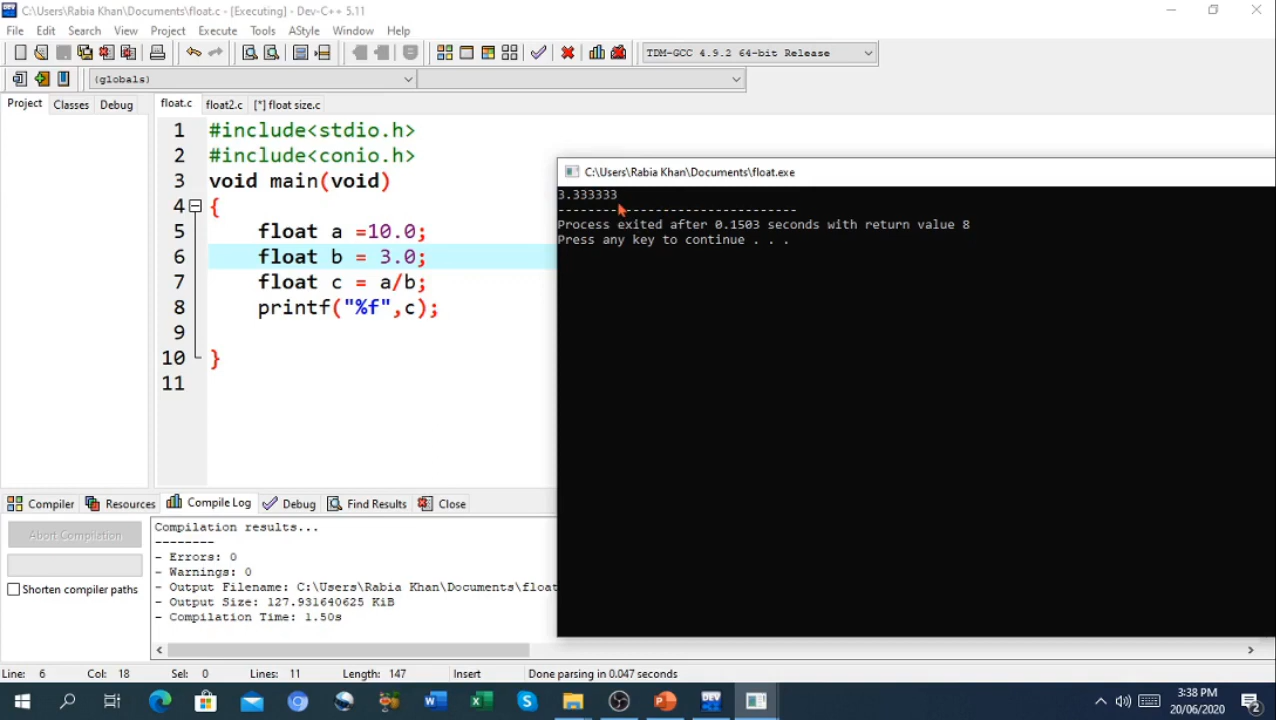 C:\Users\Rabia Khan\Documents\float.c - [Executing] - Dev-C++ 5.11
File Edit Search View Project Execute Tools AStyle Window Help
TDM-GCC 4.9.2 64-bit Release
(globals)
Project Classes Debug
float.c float2.c [*] float size.c
1 #include<stdio.h>
2 #include<conio.h>
3 void main(void)
4 {
5 float a =10.0;
6 float b = 3.0;
7 float c = a/b;
8 printf("%f",c);
9
10 }
11
C:\Users\Rabia Khan\Documents\float.exe
3.333333
--------------------------------
Process exited after 0.1503 seconds with return value 8
Press any key to continue . . .
Compiler Resources Compile Log Debug Find Results Close
Abort Compilation
Shorten compiler paths
Compilation results...
--------
- Errors: 0
- Warnings: 0
- Output Filename: C:\Users\Rabia Khan\Documents\float
- Output Size: 127.931640625 KiB
- Compilation Time: 1.50s
Line: 6 Col: 18 Sel: 0 Lines: 11 Length: 147 Insert Done parsing in 0.047 seconds
3:38 PM
20/06/2020
2